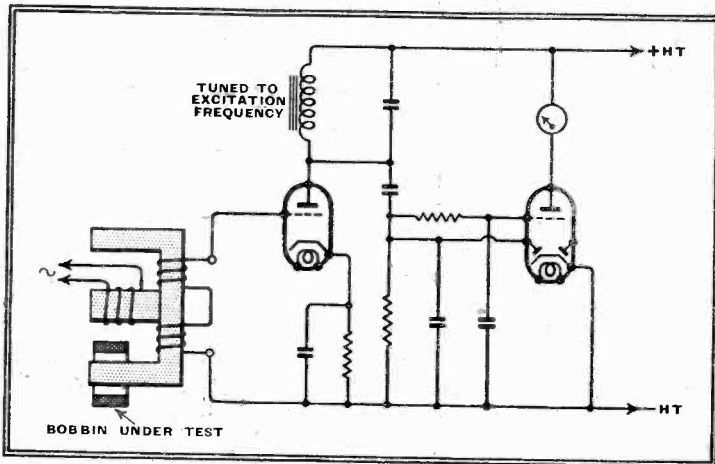 TUNED TO
EXCITATION
FREQUENCY
+HT
~
BOBBIN UNDER TEST
-HT